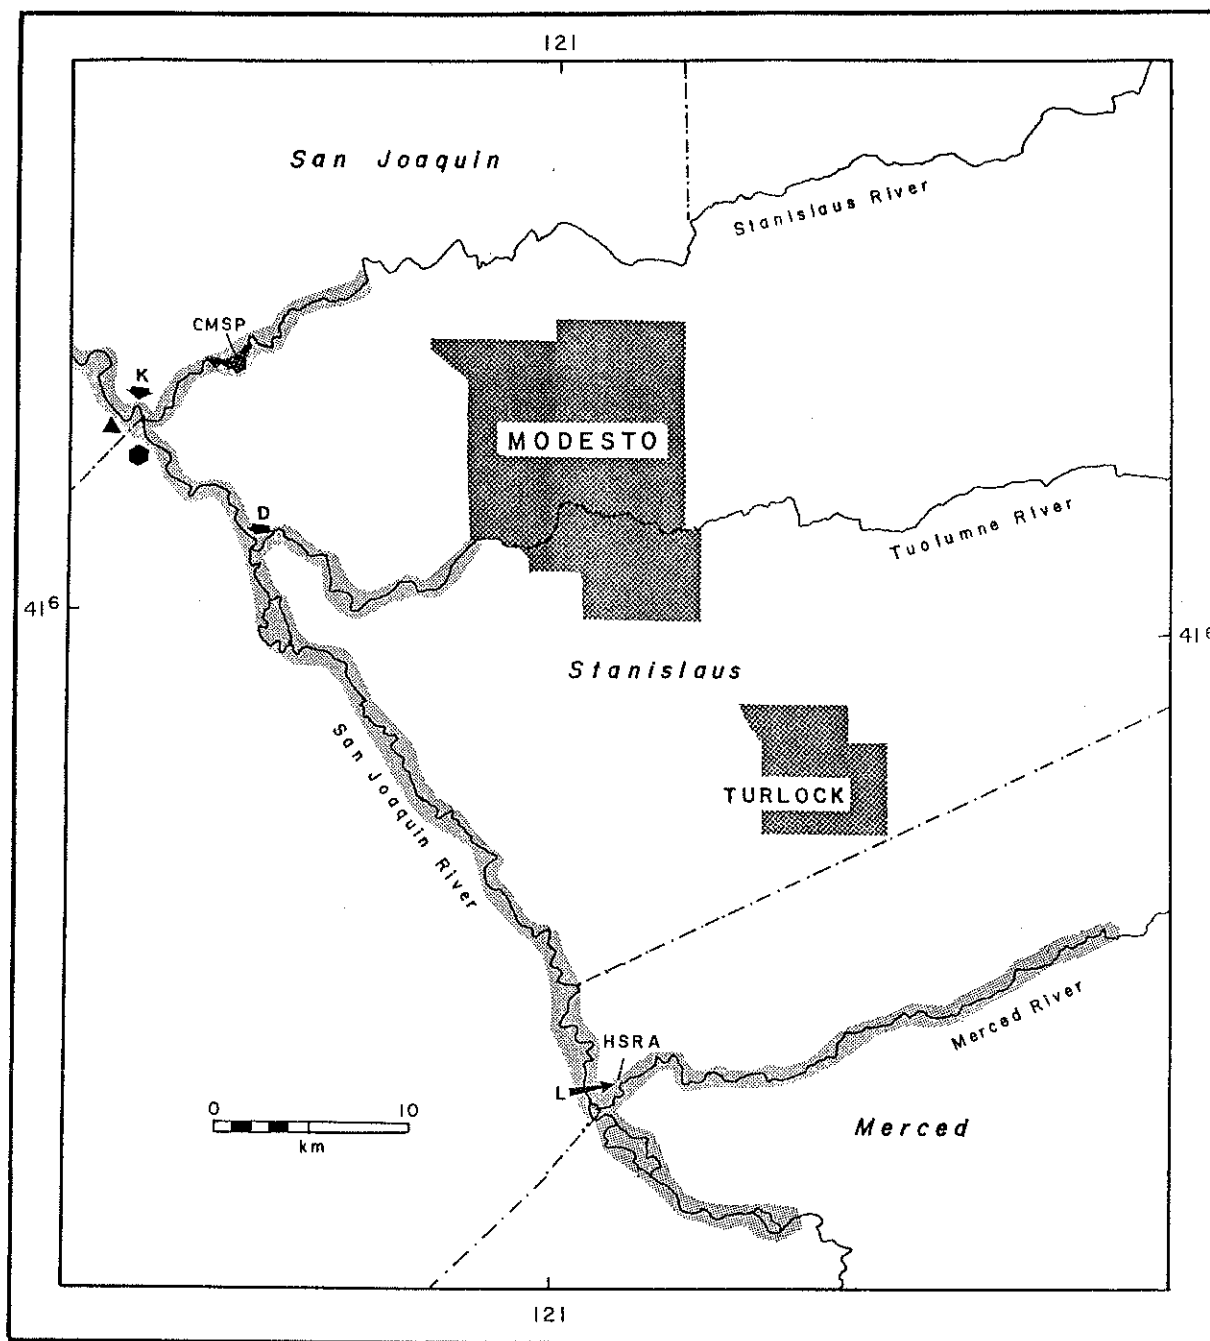 121
San Joaquin
Stanislaus River
CMSP
K
MODESTO
D
Tuolumne River
41⁶
41⁶
Stanislaus
San Joaquin River
TURLOCK
Merced River
HSRA
L
0 10
km
Merced
121